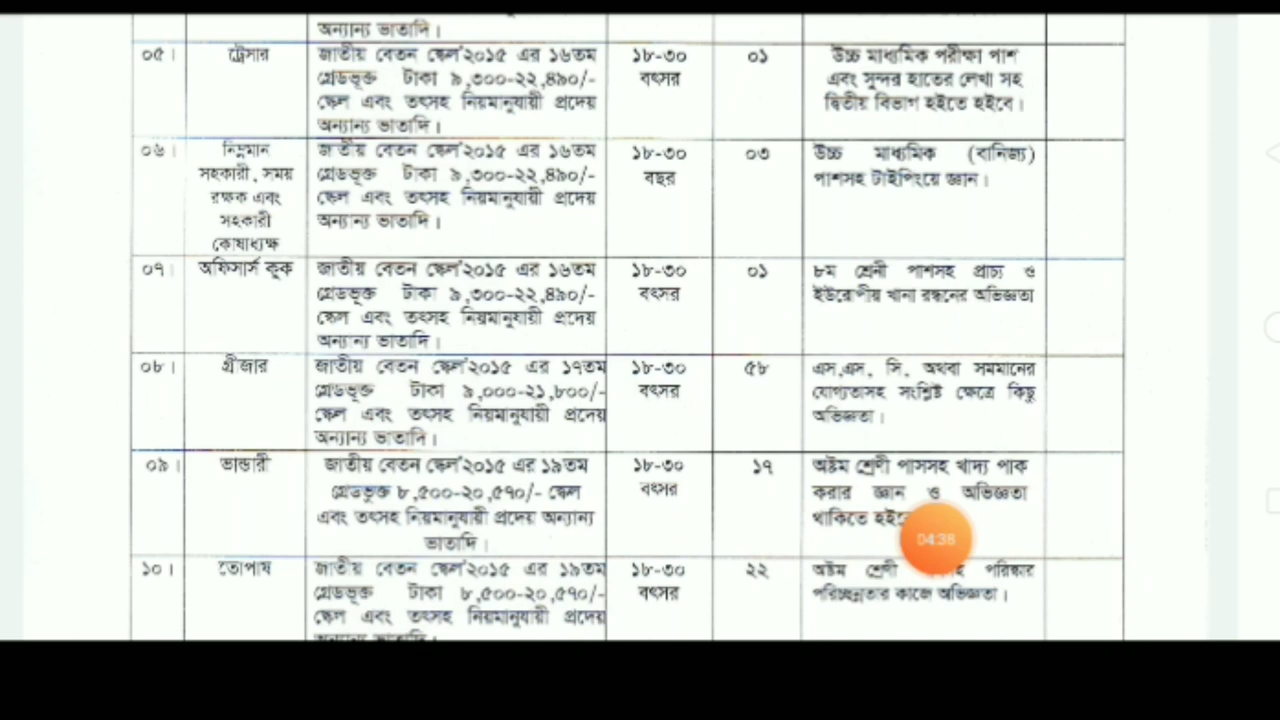 অন্যান্য ভাতাদি।
০৫। ট্রেসার জাতীয় বেতন স্কেল'২০১৫ এর ১৬তম ১৮-৩০ ০১ উচ্চ মাধ্যমিক পরীক্ষা পাশ
গ্রেডভূক্ত টাকা ৯,৩০০-২২,৪৯০/- বৎসর এবং সুন্দর হাতের লেখা সহ
স্কেল এবং তৎসহ নিয়মানুযায়ী প্রদেয় দ্বিতীয় বিভাগ হইতে হইবে।
অন্যান্য ভাতাদি।
০৬। নিম্নমান জাতীয় বেতন স্কেল'২০১৫ এর ১৬তম ১৮-৩০ ০৩ উচ্চ মাধ্যমিক (বানিজ্য)
সহকারী, সময় গ্রেডভূক্ত টাকা ৯,৩০০-২২,৪৯০/- বছর পাশসহ টাইপিংয়ে জ্ঞান।
রক্ষক এবং স্কেল এবং তৎসহ নিয়মানুযায়ী প্রদেয়
সহকারী অন্যান্য ভাতাদি।
কোষাধ্যক্ষ
০৭। অফিসার্স কূক জাতীয় বেতন স্কেল'২০১৫ এর ১৬তম ১৮-৩০ ০১ ৮ম শ্রেনী পাশসহ প্রাচ্য ও
গ্রেডভূক্ত টাকা ৯,৩০০-২২,৪৯০/- বৎসর ইউরোপীয় খানা রন্ধনের অভিজ্ঞতা
স্কেল এবং তৎসহ নিয়মানুযায়ী প্রদেয়
অন্যান্য ভাতাদি।
০৮। গ্রীজার জাতীয় বেতন স্কেল'২০১৫ এর ১৭তম ১৮-৩০ ৫৮ এস,এস, সি, অথবা সমমানের
গ্রেডভূক্ত টাকা ৯,০০০-২১,৮০০/- বৎসর যোগ্যতাসহ সংশ্লিষ্ট ক্ষেত্রে কিছু
স্কেল এবং তৎসহ নিয়মানুযায়ী প্রদেয় অভিজ্ঞতা।
অন্যান্য ভাতাদি।
০৯। ভান্ডারী জাতীয় বেতন স্কেল'২০১৫ এর ১৯তম ১৮-৩০ ১৭ অষ্টম শ্রেণী পাসসহ খাদ্য পাক
গ্রেডভূক্ত ৮,৫০০-২০,৫৭০/- স্কেল বৎসর করার জ্ঞান ও অভিজ্ঞতা
এবং তৎসহ নিয়মানুযায়ী প্রদেয় অন্যান্য থাকিতে
ভাতাদি।
04:38
১০। তোপাষ জাতীয় বেতন স্কেল'২০১৫ এর ১৯তম ১৮-৩০ ২২ অষ্টম শ্রেণী পরিষ্কার
গ্রেডভূক্ত টাকা ৮,৫০০-২০,৫৭০/- বৎসর পরিচ্ছন্নতার কাজে অভিজ্ঞতা।
স্কেল এবং তৎসহ নিয়মানুযায়ী প্রদেয়